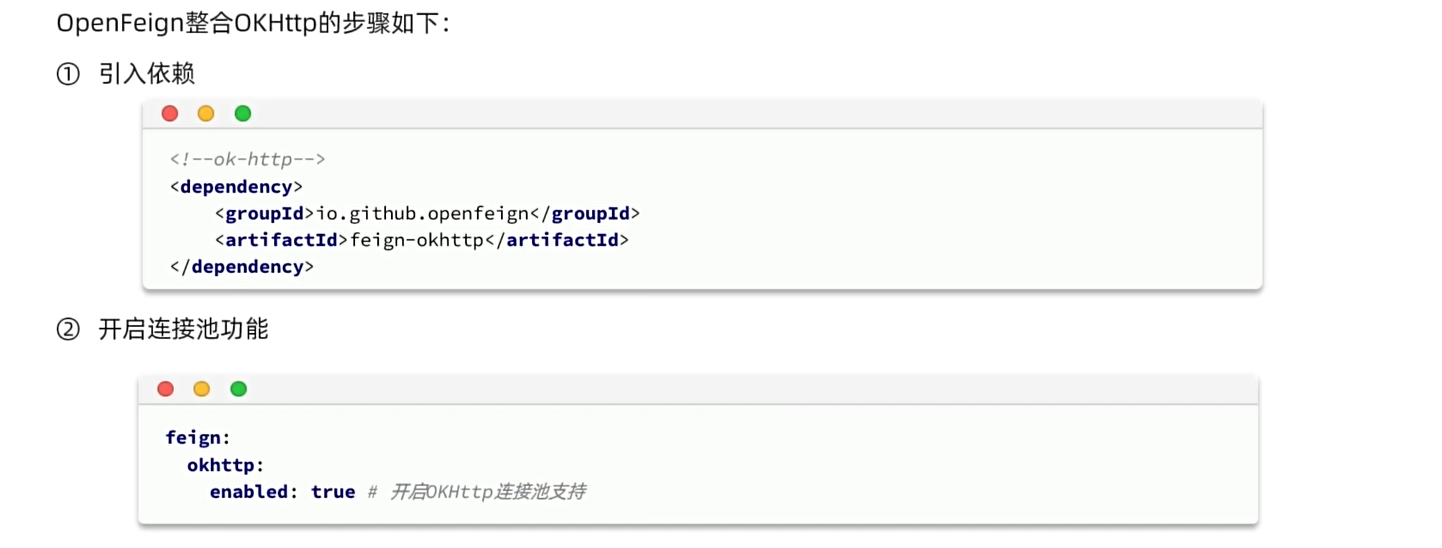 OpenFeign整合OKHttp的步骤如下：
① 引入依赖
<!--ok-http-->
<dependency>
    <groupId>io.github.openfeign</groupId>
    <artifactId>feign-okhttp</artifactId>
</dependency>
② 开启连接池功能
feign:
  okhttp:
    enabled: true # 开启OKHttp连接池支持